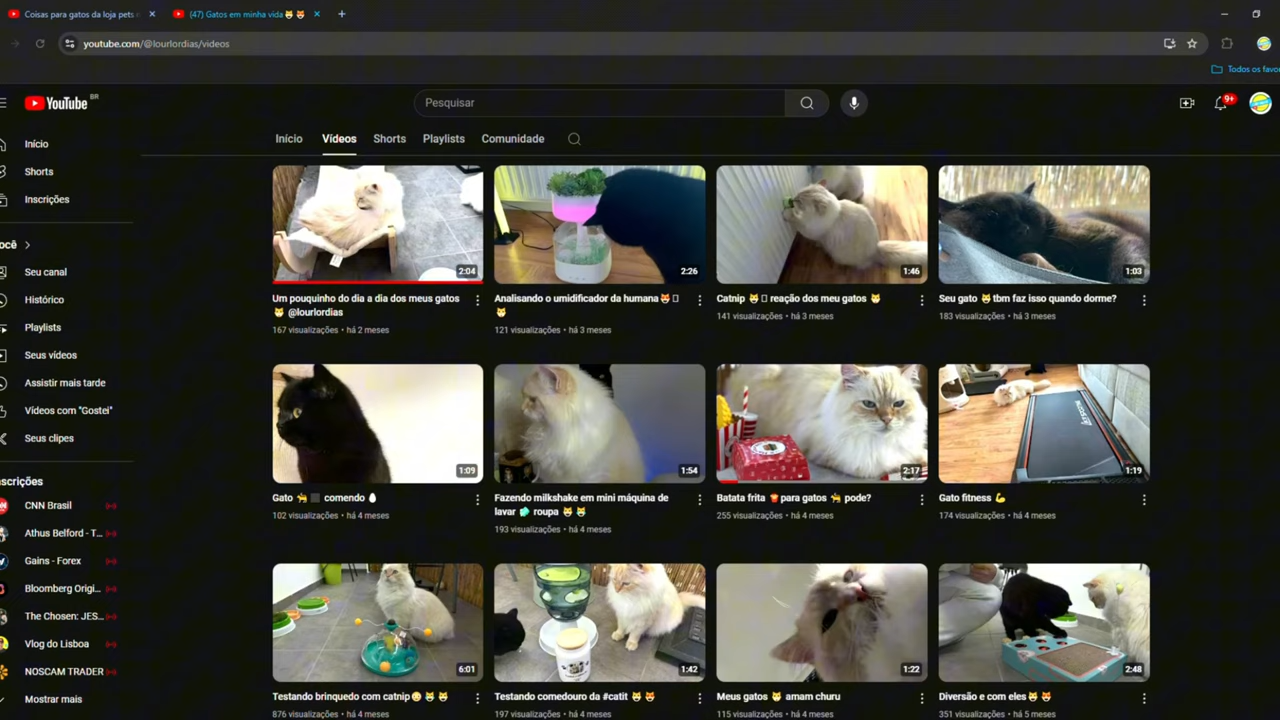 Coisas para gatos da loja pets
(47) Gatos em minha vida🐱 🦊
youtube.com/@lourlordias/videos
Todos os favor
YouTube BR
Pesquisar
9+
Início
Vídeos
Shorts
Playlists
Comunidade
Início
Shorts
Inscrições
ocê
Seu canal
Histórico
Playlists
Seus vídeos
Assistir mais tarde
Vídeos com "Gostei"
Seus clipes
nscrições
CNN Brasil
Athus Belford - T...
Gains - Forex
Bloomberg Origi...
The Chosen: JES...
Vlog do Lisboa
NOSCAM TRADER
Mostrar mais
2:04
2:26
1:46
1:03
Um pouquinho do dia a dia dos meus gatos
🐱 @lourlordias
167 visualizações • há 2 meses
Analisando o umidificador da humana🦊
🐱
121 visualizações • há 3 meses
Catnip 🐱 reação dos meu gatos 🐱
141 visualizações • há 3 meses
Seu gato 🐱tbm faz isso quando dorme?
183 visualizações • há 3 meses
1:09
1:54
2:17
1:19
Gato 🐈⬛ comendo 🥚
102 visualizações • há 4 meses
Fazendo milkshake em mini máquina de
lavar 🧼 roupa 🐱 🐱
193 visualizações • há 4 meses
Batata frita 🍟para gatos 🐈 pode?
255 visualizações • há 4 meses
Gato fitness 💪
174 visualizações • há 4 meses
6:01
1:42
1:22
2:48
Testando brinquedo com catnip😳 🐱 🐱
876 visualizações • há 4 meses
Testando comedouro da #catit 🐱 🦊
197 visualizações • há 4 meses
Meus gatos 🐱 amam churu
115 visualizações • há 4 meses
Diversão e com eles🐱 🦊
351 visualizações • há 5 meses